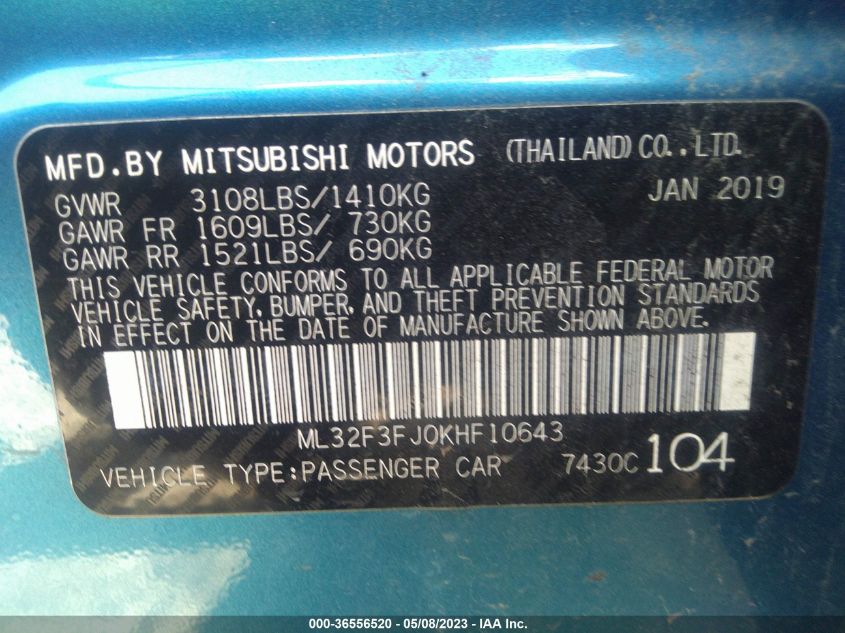 MFD.BY MITSUBISHI MOTORS (THAILAND) CO.,LTD.
GVWR 3108LBS/1410KG JAN 2019
GAWR FR 1609LBS/ 730KG
GAWR RR 1521LBS/ 690KG
THIS VEHICLE CONFORMS TO ALL APPLICABLE FEDERAL MOTOR
VEHICLE SAFETY, BUMPER, AND THEFT PREVENTION STANDARDS
IN EFFECT ON THE DATE OF MANUFACTURE SHOWN ABOVE.
ML32F3FJ0KHF10643
VEHICLE TYPE:PASSENGER CAR 7430C 104
000-36556520 - 05/08/2023 - IAA Inc.